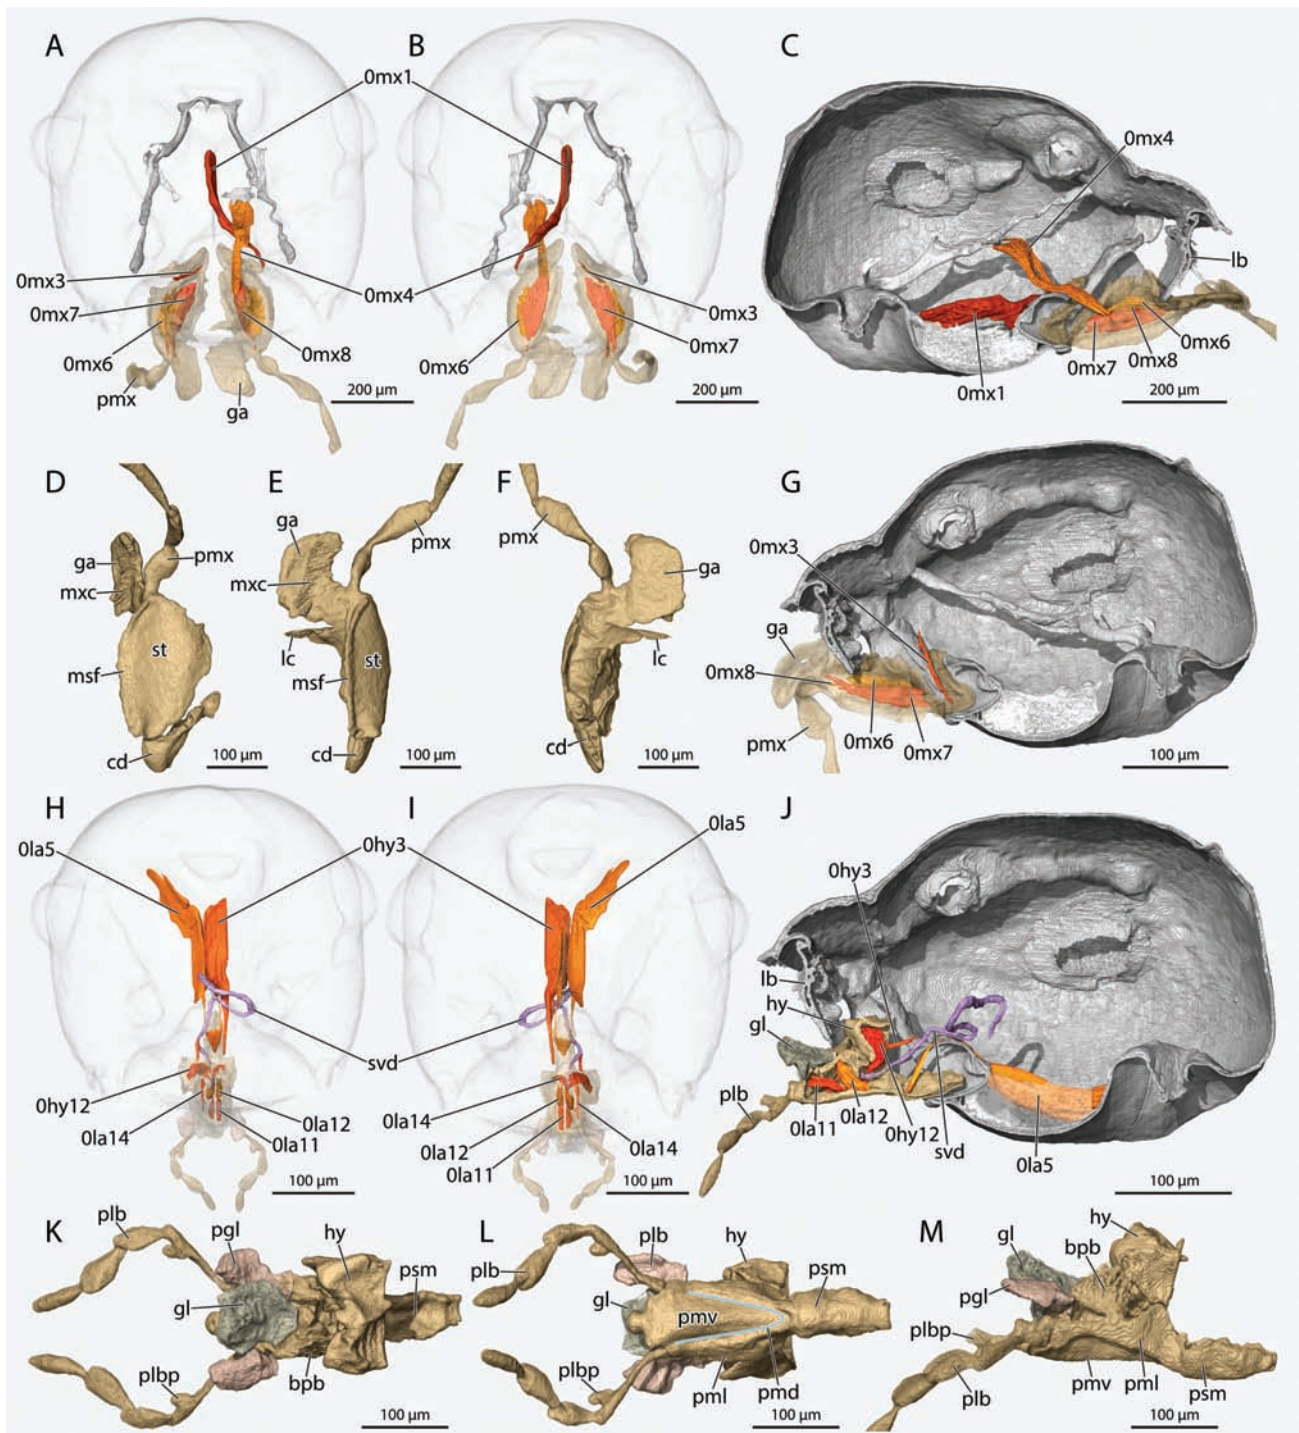 A
B
C
0mx1
0mx4
lb
0mx3
0mx4
0mx3
0mx7
0mx7
0mx6
0mx8
0mx6
0mx6
0mx8
0mx7
0mx1
pmx
ga
200 µm
200 µm
200 µm
D
E
F
G
ga
pmx
mxc
st
msf
cd
100 µm
ga
pmx
mxc
lc
st
msf
cd
100 µm
pmx
ga
lc
cd
100 µm
0mx3
ga
0mx8
0mx6
0mx7
pmx
100 µm
H
I
J
0la5
0hy3
0la5
svd
0hy12
0la14
0la12
0la11
100 µm
0la14
0la12
0la11
0la14
100 µm
0hy3
lb
hy
gl
plb
0la11
0la12
0hy12
svd
0la5
100 µm
K
L
M
plb
pgl
hy
psm
gl
plbp
bpb
100 µm
plb
plb
hy
psm
gl
pmv
plbp
pml
pmd
100 µm
hy
gl
bpb
pgl
plbp
plb
pmv
pml
psm
100 µm